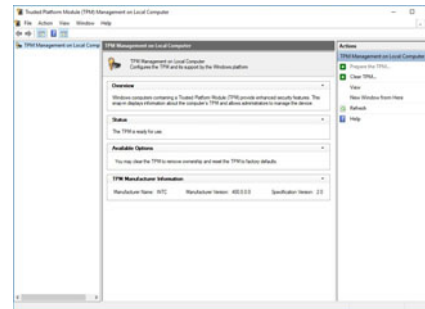 Trusted Platform Module (TPM) Management on Local Computer
File Action View Window Help
TPM Management on Local Comp
TPM Management on Local Computer
TPM Management on Local Computer
Configures the TPM and its support by the Windows platform
Overview
Windows computers containing a Trusted Platform Module (TPM) provide enhanced security features. This
snap-in displays information about the computer's TPM and allows administrators to manage the device.
Status
The TPM is ready for use.
Available Options
You may clear the TPM to remove ownership and reset the TPM to factory defaults.
TPM Manufacturer Information
Manufacturer Name: INTC Manufacturer Version: 400.0.0.0 Specification Version: 2.0
Actions
TPM Management on Local Computer
Prepare the TPM...
Clear TPM...
View
New Window from Here
Refresh
Help